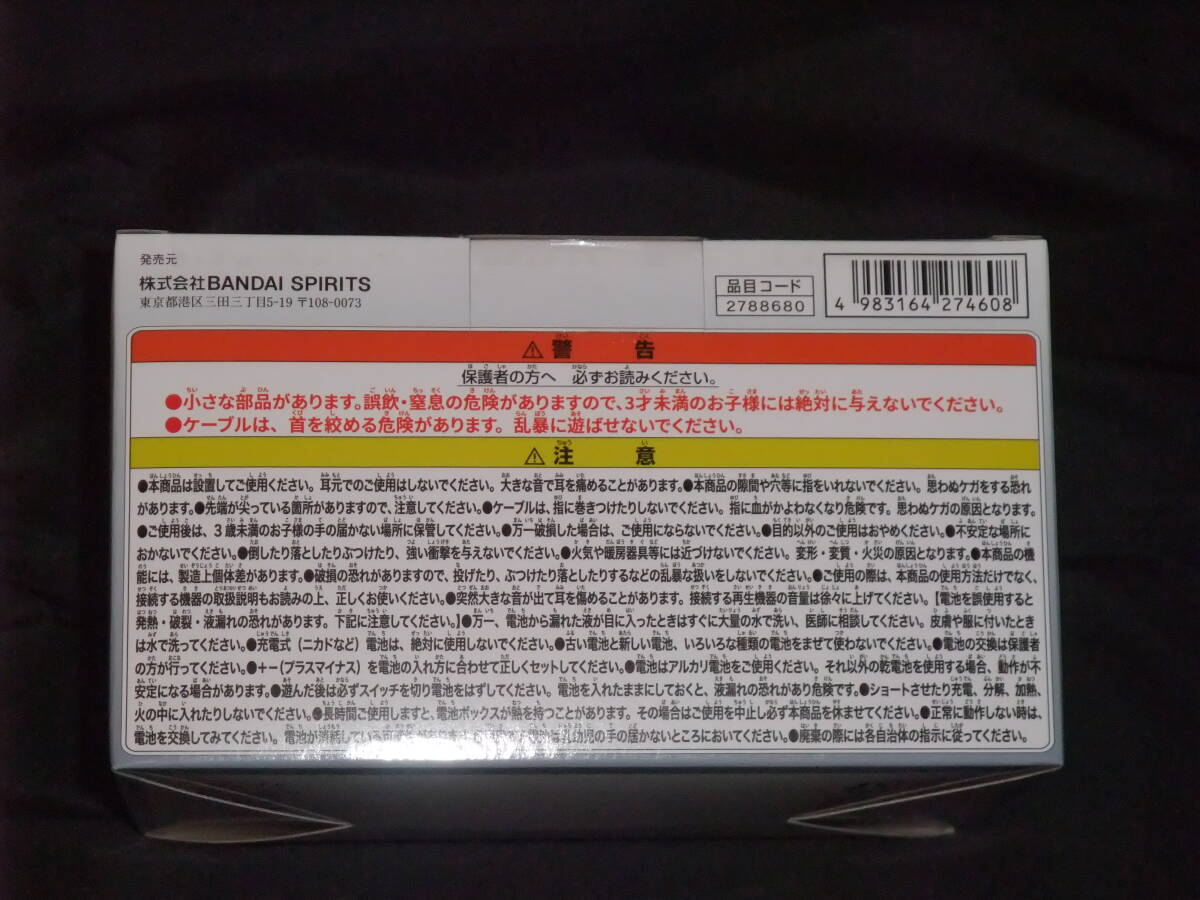 発売元
株式会社BANDAI SPIRITS
東京都港区三田三丁目5-19 〒108-0073
品目コード
2788680
4 983164 274608
⚠警告
保護者の方へ 必ずお読みください。
●小さな部品があります。誤飲・窒息の危険がありますので、3才未満のお子様には絶対に与えないでください。
●ケーブルは、首を絞める危険があります。乱暴に遊ばせないでください。
⚠注意
●本商品は設置してご使用ください。耳元でのご使用はしないでください。大きな音で耳を痛めることがあります。●本商品の隙間や穴等に指をいれないでください。思わぬケガをする恐れ
があります。●先端が尖っている箇所がありますので、注意してください。●ケーブルは、指に巻きつけたりしないでください。指に血がかよわなくなり危険です。思わぬケガの原因となります。
●ご使用後は、3歳未満のお子様の手の届かない場所に保管してください。●万一破損した場合は、ご使用にならないでください。●目的以外のご使用はおやめください。●不安定な場所に
おかないでください。●倒したり落としたりぶつけたり、強い衝撃を与えないでください。●火気や暖房器具等には近づけないでください。変形・変質・火災の原因となります。●本商品の機
能には、製造上個体差があります。●破損の恐れがありますので、投げたり、ぶつけたり落としたりするなどの乱暴な扱いをしないでください。●ご使用の際は、本商品の使用方法だけでなく、
接続する機器の取扱説明もお読みの上、正しくお使いください。●突然大きな音が出て耳を傷めることがあります。接続する再生機器の音量は徐々に上げてください。【電池を誤使用すると
発熱・破裂・液漏れの恐れがあります。下記に注意してください。】●万一、電池から漏れた液が目に入ったときはすぐに大量の水で洗い、医師に相談してください。皮膚や服に付いたとき
は水で洗ってください。●充電式(ニカドなど)電池は、絶対に使用しないでください。●古い電池と新しい電池、いろいろな種類の電池をまぜて使わないでください。●電池の交換は保護者
の方が行ってください。●+−(プラスマイナス)を電池の入れ方に合わせて正しくセットしてください。●電池はアルカリ電池をご使用ください。それ以外の乾電池を使用する場合、動作が不
安定になる場合があります。●遊んだ後は必ずスイッチを切り電池をはずしてください。電池を入れたままにしておくと、液漏れの恐れがあり危険です。●ショートさせたり充電、分解、加熱、
火の中に入れたりしないでください。●長時間ご使用しますと、電池ボックスが熱を持つことがあります。その場合はご使用を中止し必ず本商品を休ませてください。●正常に動作しない時は、
電池を交換してみてください。電池が消耗している可能性があります。乳幼児の手の届かないところにおいてください。●廃棄の際には各自治体の指示に従ってください。